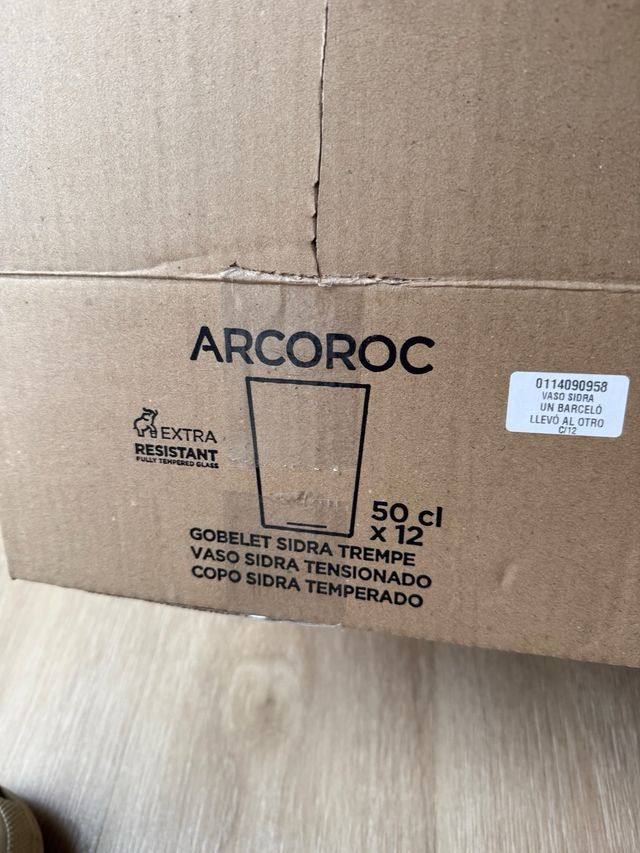 ARCOROC
EXTRA
RESISTANT
FULLY TEMPERED GLASS
50 cl
x 12
GOBELET SIDRA TREMPE
VASO SIDRA TENSIONADO
COPO SIDRA TEMPERADO
0114090958
VASO SIDRA
UN BARCELÓ
LLEVÓ AL OTRO
C/12